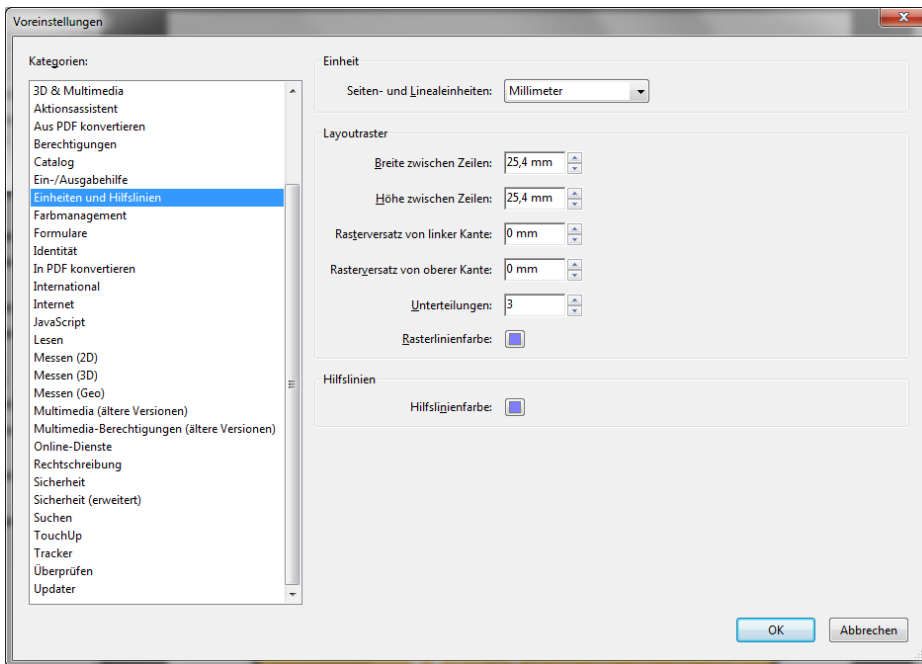 Voreinstellungen
Kategorien:
3D & Multimedia
Aktionsassistent
Aus PDF konvertieren
Berechtigungen
Catalog
Ein-/Ausgabehilfe
Einheiten und Hilfslinien
Farbmanagement
Formulare
Identität
In PDF konvertieren
International
Internet
JavaScript
Lesen
Messen (2D)
Messen (3D)
Messen (Geo)
Multimedia (ältere Versionen)
Multimedia-Berechtigungen (ältere Versionen)
Online-Dienste
Rechtschreibung
Sicherheit
Sicherheit (erweitert)
Suchen
TouchUp
Tracker
Überprüfen
Updater
Einheit
Seiten- und Linealeinheiten: Millimeter
Layoutraster
Breite zwischen Zeilen: 25,4 mm
Höhe zwischen Zeilen: 25,4 mm
Rasterversatz von linker Kante: 0 mm
Rasterversatz von oberer Kante: 0 mm
Unterteilungen: 3
Rasterlinienfarbe:
Hilfslinien
Hilfslinienfarbe:
OK Abbrechen